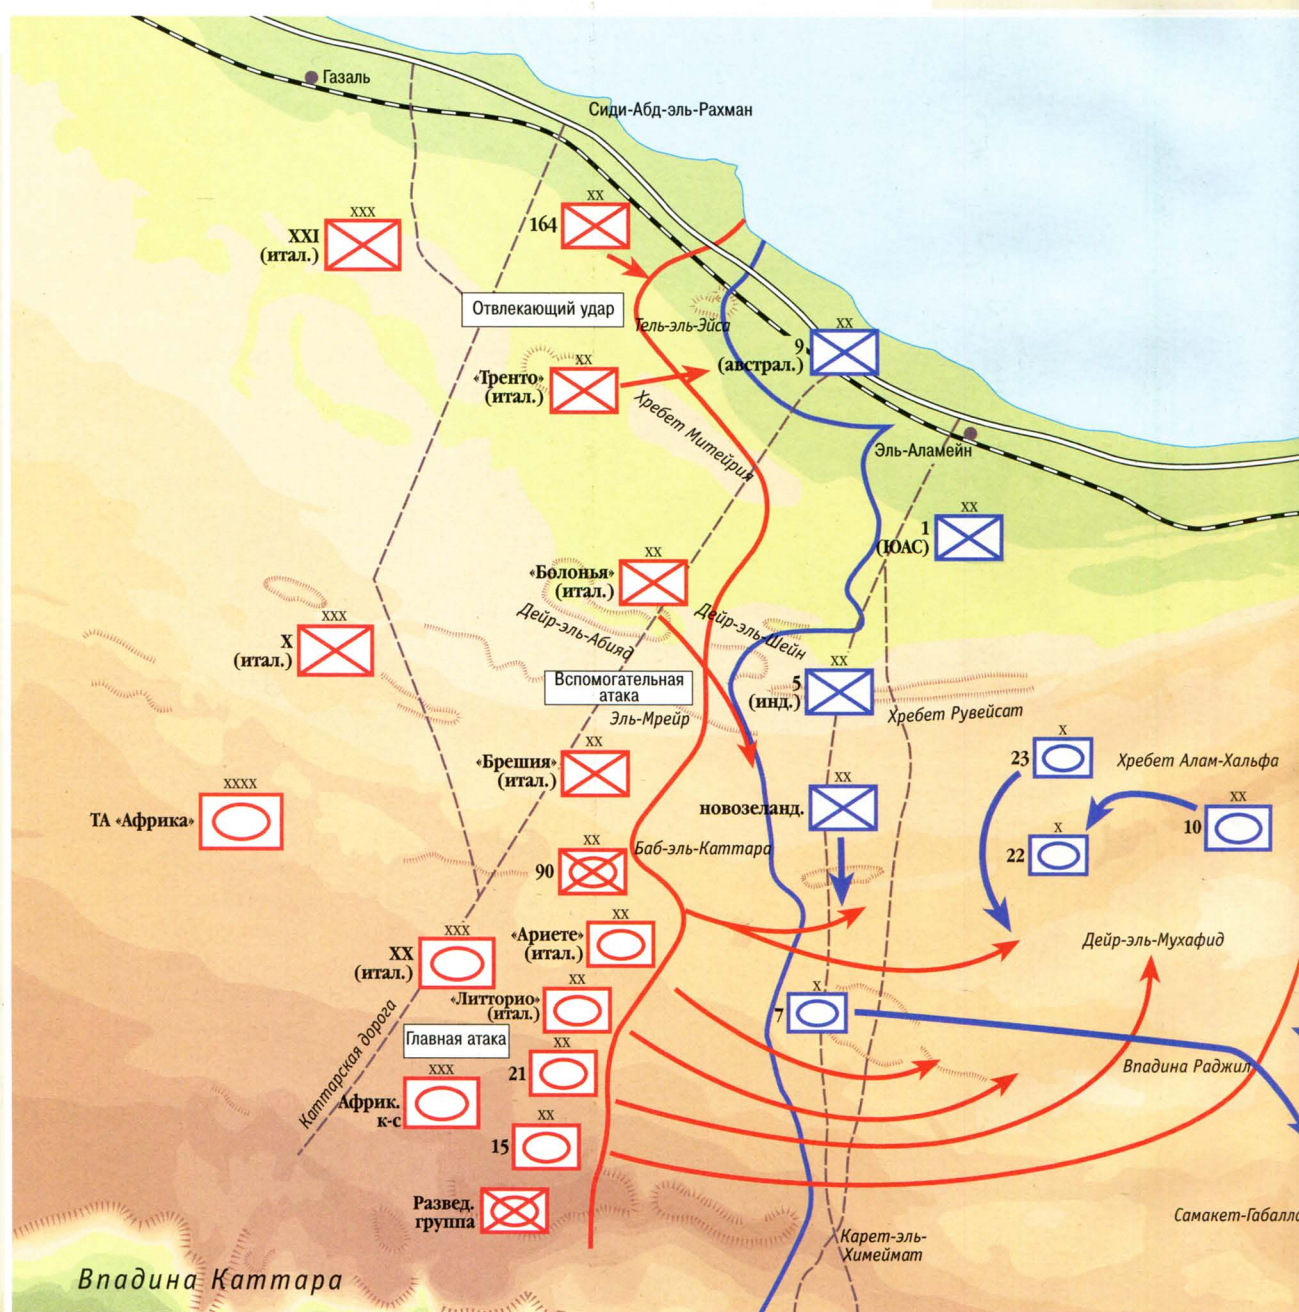 Газаль
Сиди-Абд-эль-Рахман
XXX
XXI
(итал.)
XX
164
Отвлекающий удар
Тель-эль-Эйса
XX
9
(австрал.)
XX
«Тренто»
(итал.)
Хребет Митейрия
Эль-Аламейн
XX
1
(ЮАС)
XX
«Болонья»
(итал.)
Дейр-эль-Абияд
Дейр-эль-Шейн
XXX
X
(итал.)
Вспомогательная
атака
XX
5
(инд.)
Эль-Мрейр
Хребет Рувейсат
XX
«Брешия»
(итал.)
X
23
Хребет Алам-Хальфа
XXXX
ТА «Африка»
XX
новозеланд.
XX
10
X
22
Баб-эль-Каттара
XX
90
XX
«Ариете»
(итал.)
XXX
XX
(итал.)
Дейр-эль-Мухафид
XX
«Литторио»
(итал.)
X
7
Каттарская дорога
Главная атака
XX
21
Впадина Раджил
XXX
Африк.
к-с
XX
15
Развед.
группа
Самакет-Габалла
Карет-эль-
Химеймат
Впадина Каттара